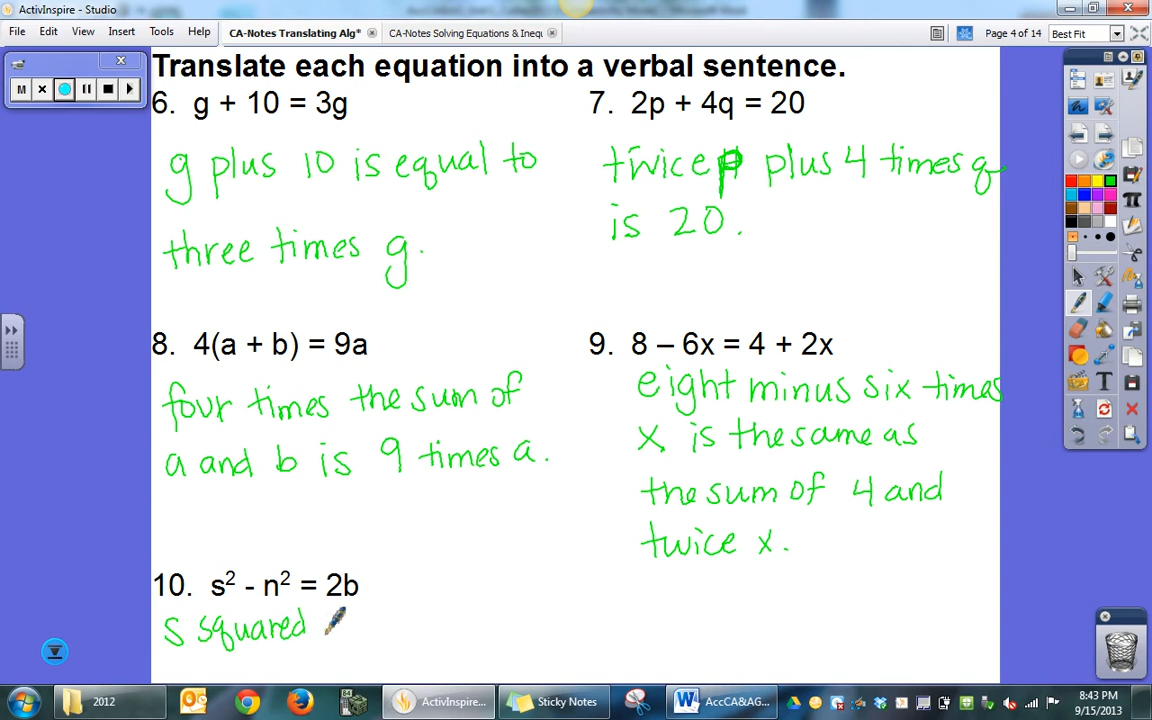 ActivInspire - Studio
File Edit View Insert Tools Help
CA-Notes Translating Alg*
CA-Notes Solving Equations & Inequ
Page 4 of 14
Best Fit
M
Translate each equation into a verbal sentence.
6. g + 10 = 3g
g plus 10 is equal to
three times g.
7. 2p + 4q = 20
twice p plus 4 times q
is 20.
8. 4(a + b) = 9a
four times the sum of
a and b is 9 times a.
9. 8 – 6x = 4 + 2x
eight minus six times
x is the same as
the sum of 4 and
twice x.
10. s² - n² = 2b
s squared
2012
ActivInspire...
Sticky Notes
AccCA&AG...
8:43 PM
9/15/2013